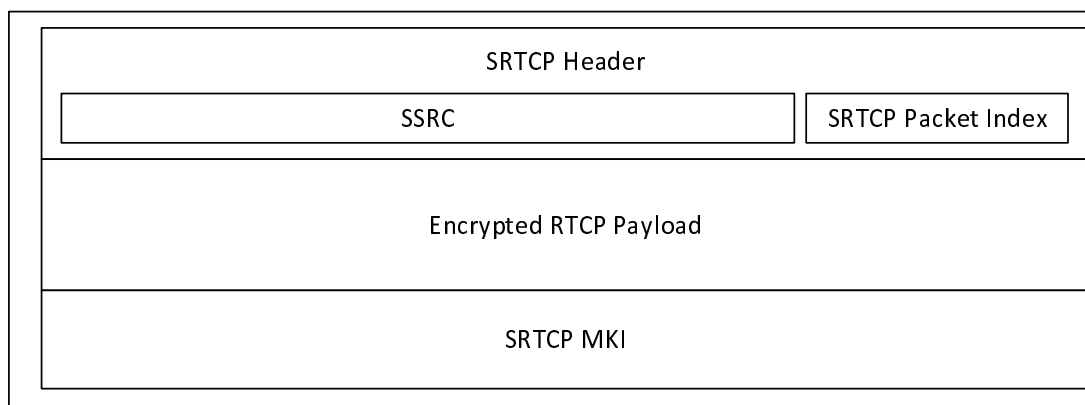 SRTCP Header
SSRC SRTCP Packet Index
Encrypted RTCP Payload
SRTCP MKI